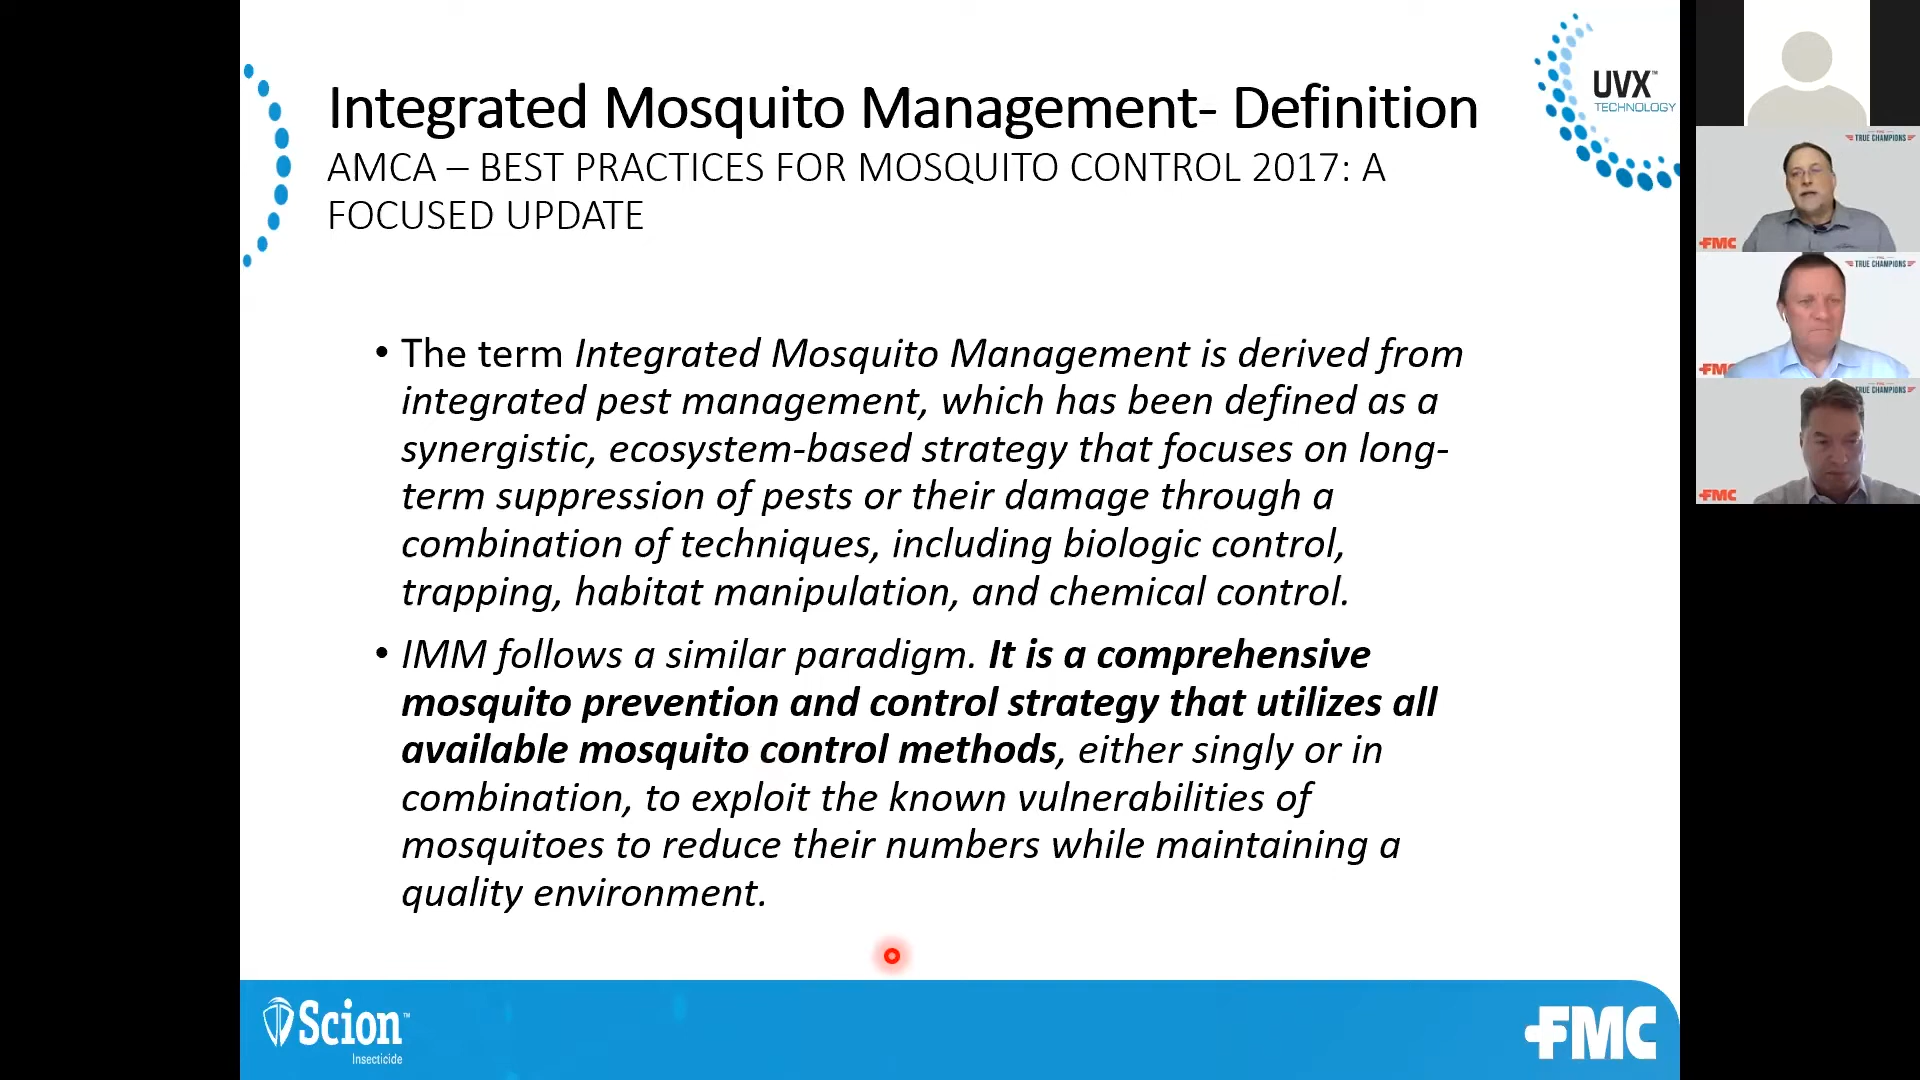 Integrated Mosquito Management- Definition
AMCA – BEST PRACTICES FOR MOSQUITO CONTROL 2017: A
FOCUSED UPDATE
UVX™
TECHNOLOGY
• The term Integrated Mosquito Management is derived from
integrated pest management, which has been defined as a
synergistic, ecosystem-based strategy that focuses on long-
term suppression of pests or their damage through a
combination of techniques, including biologic control,
trapping, habitat manipulation, and chemical control.
• IMM follows a similar paradigm. It is a comprehensive
mosquito prevention and control strategy that utilizes all
available mosquito control methods, either singly or in
combination, to exploit the known vulnerabilities of
mosquitoes to reduce their numbers while maintaining a
quality environment.
Scion™
Insecticide
FMC
TRUE CHAMPIONS
FMC
TRUE CHAMPIONS
FMC
TRUE CHAMPIONS
FMC